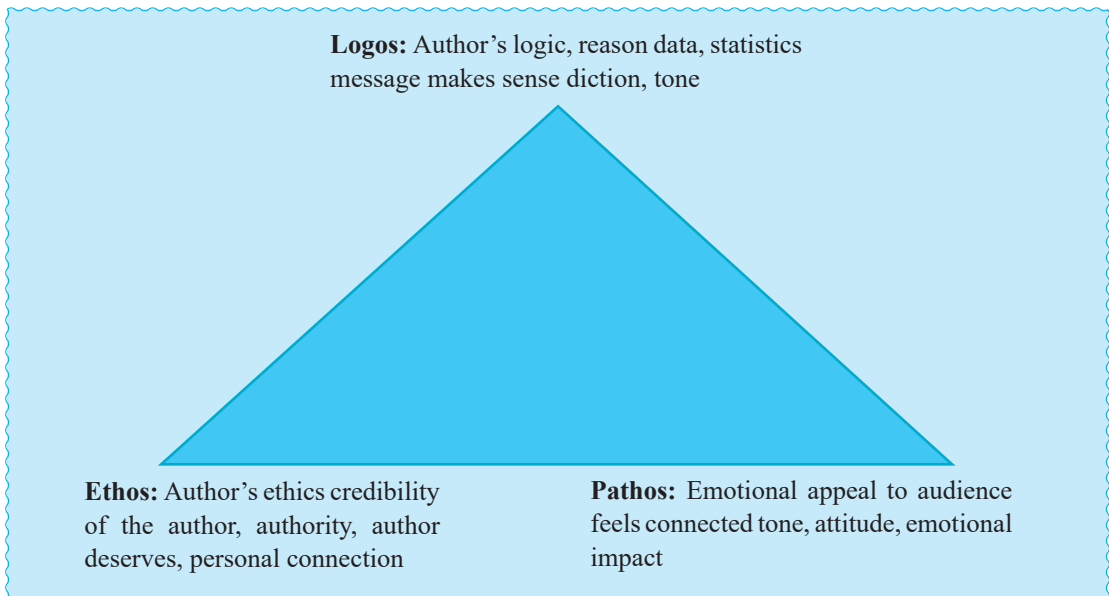 Logos: Author’s logic, reason data, statistics
message makes sense diction, tone
Ethos: Author’s ethics credibility
of the author, authority, author
deserves, personal connection
Pathos: Emotional appeal to audience
feels connected tone, attitude, emotional
impact